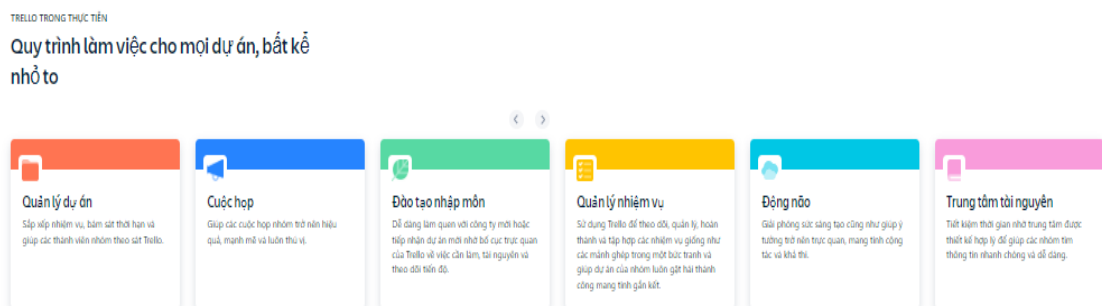 TRELLO TRONG THỰC TIỄN
Quy trình làm việc cho mọi dự án, bất kể
nhỏ to
Quản lý dự án
Sắp xếp nhiệm vụ, bám sát thời hạn và
giúp các thành viên nhóm theo sát Trello.
Cuộc họp
Giúp các cuộc họp nhóm trở nên hiệu
quả, mạnh mẽ và luôn thú vị.
Đào tạo nhập môn
Dễ dàng làm quen với công ty mới hoặc
tiếp nhận dự án mới nhờ bố cục trực quan
của Trello về việc cần làm, tài nguyên và
theo dõi tiến độ.
Quản lý nhiệm vụ
Sử dụng Trello để theo dõi, quản lý, hoàn
thành và tập hợp các nhiệm vụ giống như
các mảnh ghép trong một bức tranh và
giúp dự án của nhóm luôn gặt hái thành
công mang tính gắn kết.
Động não
Giải phóng sức sáng tạo cũng như giúp ý
tưởng trở nên trực quan, mang tính cộng
tác và khả thi.
Trung tâm tài nguyên
Tiết kiệm thời gian nhờ trung tâm được
thiết kế hợp lý để giúp các nhóm tìm
thông tin nhanh chóng và dễ dàng.